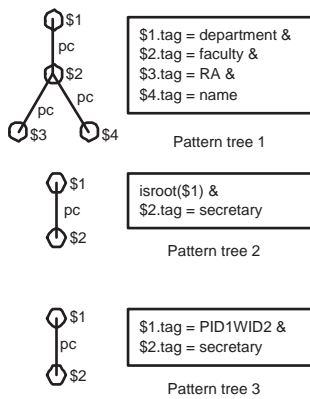 $1
pc
$2
pc
pc
$3
$4
$1.tag = department &
$2.tag = faculty &
$3.tag = RA &
$4.tag = name
Pattern tree 1
$1
pc
$2
isroot($1) &
$2.tag = secretary
Pattern tree 2
$1
pc
$2
$1.tag = PID1WID2 &
$2.tag = secretary
Pattern tree 3